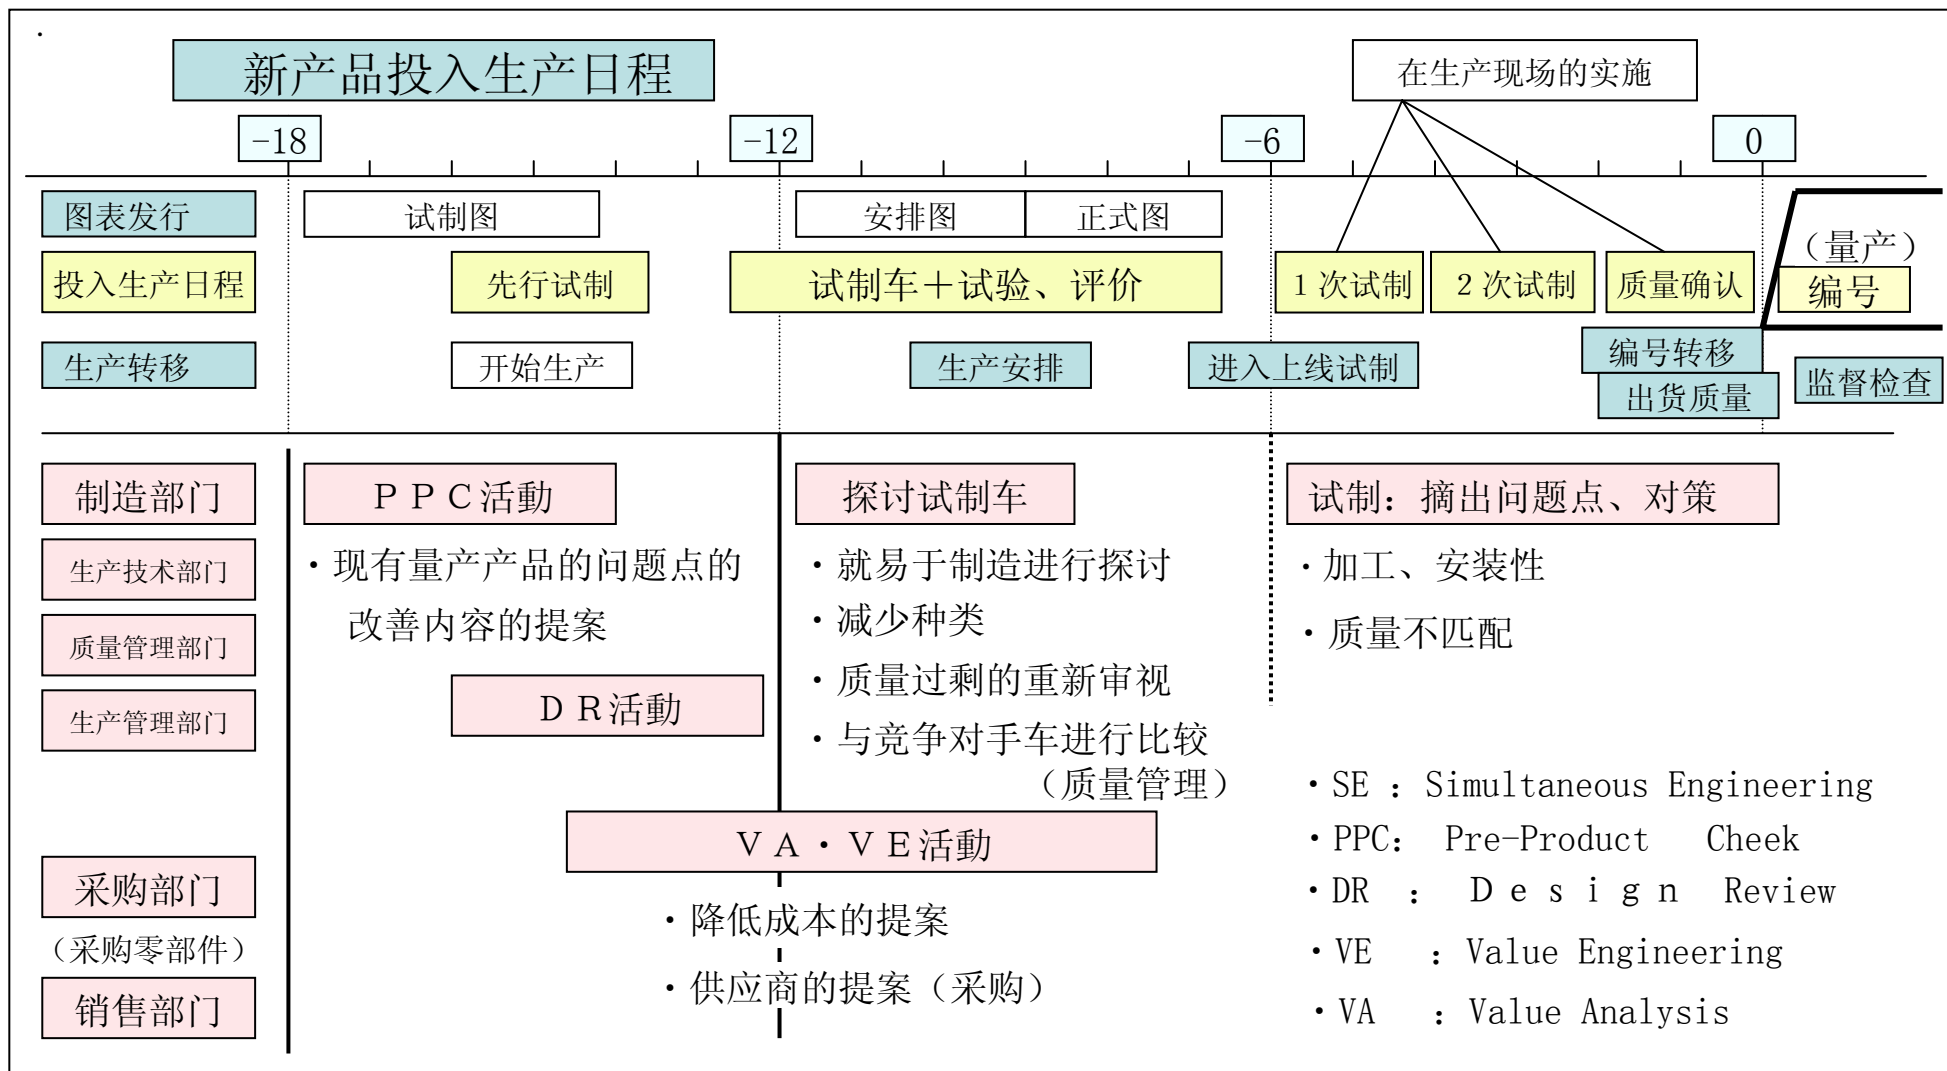 新产品投入生产日程
在生产现场的实施
-18 -12 -6 0
图表发行 试制图 安排图 正式图
（量产）
投入生产日程 先行试制 试制车＋试验、评价 1次试制 2次试制 质量确认 编号
生产转移 开始生产 生产安排 进入上线试制 编号转移
出货质量 监督检查
制造部门 ＰＰＣ活動 探讨试制车 试制：摘出问题点、对策
生产技术部门 ・现有量产产品的问题点的 ・就易于制造进行探讨 ・加工、安装性
质量管理部门 改善内容的提案 ・减少种类 ・质量不匹配
生产管理部门 ＤＲ活動 ・质量过剩的重新审视
・与竞争对手车进行比较
（质量管理）
・SE ：Simultaneous Engineering
ＶＡ・ＶＥ活動 ・PPC： Pre-Product Cheek
采购部门 ・降低成本的提案 ・DR ： Ｄｅｓｉｇｎ Review
（采购零部件） ・VE ：Value Engineering
销售部门 ・供应商的提案（采购） ・VA ：Value Analysis